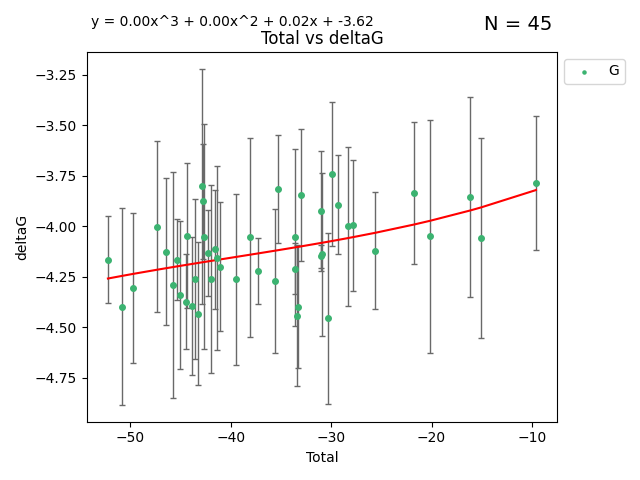 y = 0.00x^3 + 0.00x^2 + 0.02x + -3.62
N = 45
Total vs deltaG
G
−3.25
−3.50
−3.75
−4.00
−4.25
−4.50
−4.75
deltaG
−50
−40
−30
−20
−10
Total